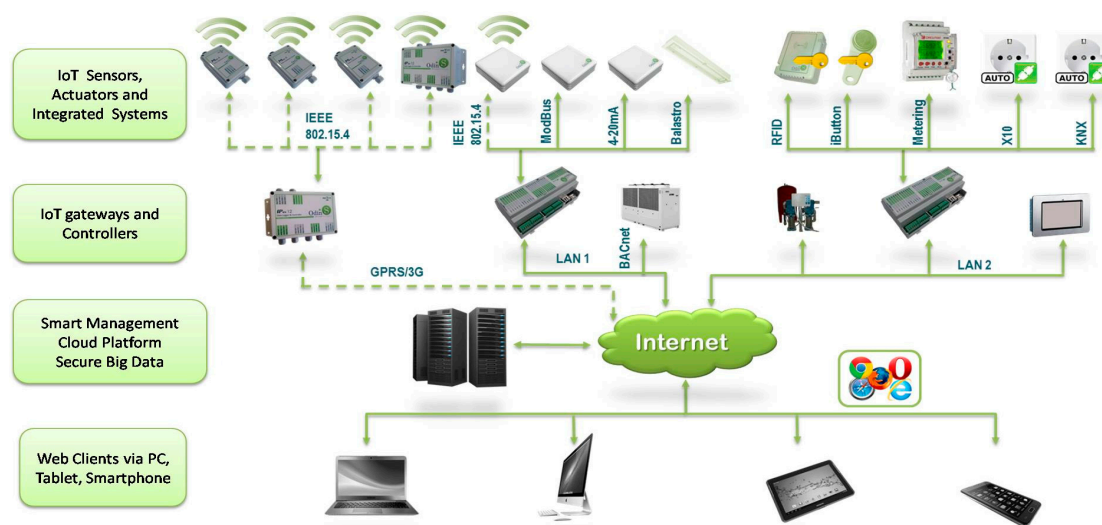 IoT Sensors,
Actuators and
Integrated Systems
IEEE
802.15.4
IEEE
802.15.4
ModBus
4-20mA
Balastro
RFID
iButton
Metering
X10
KNX
AUTO
AUTO
IoT gateways and
Controllers
LAN 1
BACnet
LAN 2
GPRS/3G
Smart Management
Cloud Platform
Secure Big Data
Internet
Web Clients via PC,
Tablet, Smartphone